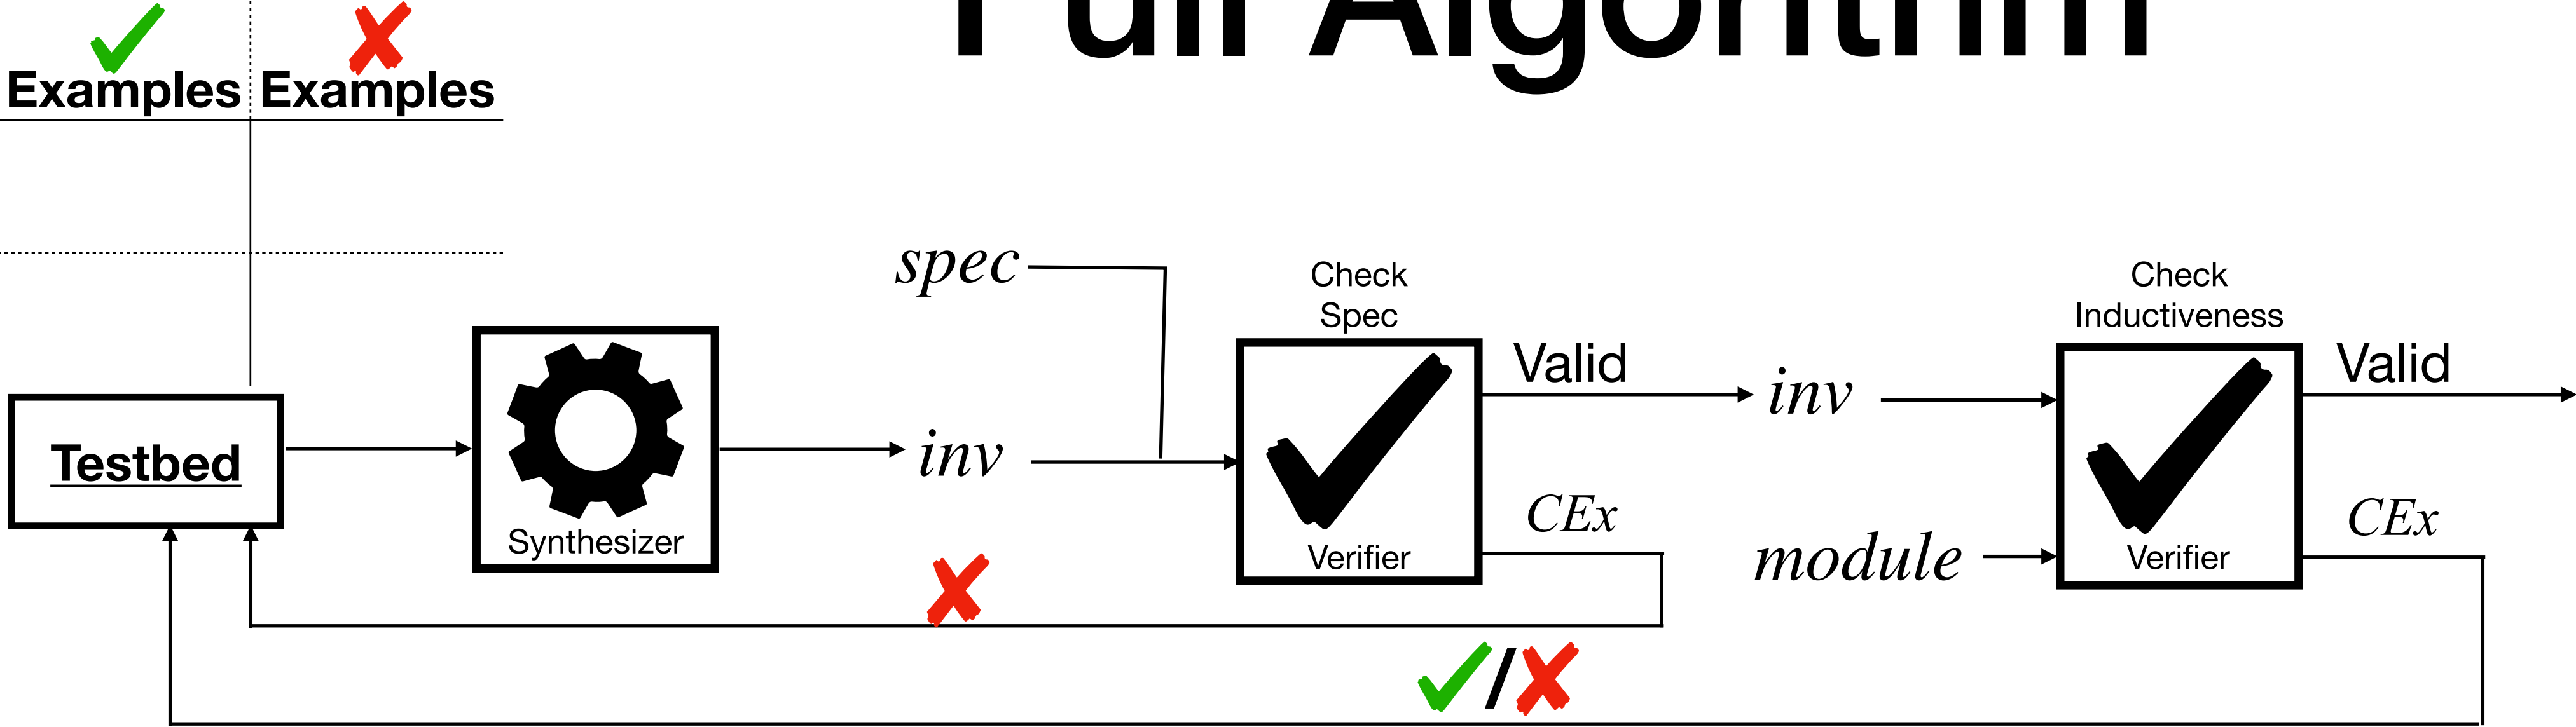 Full Algorithm
Examples Examples
spec
Check
Spec
Check
Inductiveness
Valid
inv
Valid
Testbed
inv
CEx
CEx
Synthesizer
Verifier
module
Verifier
/